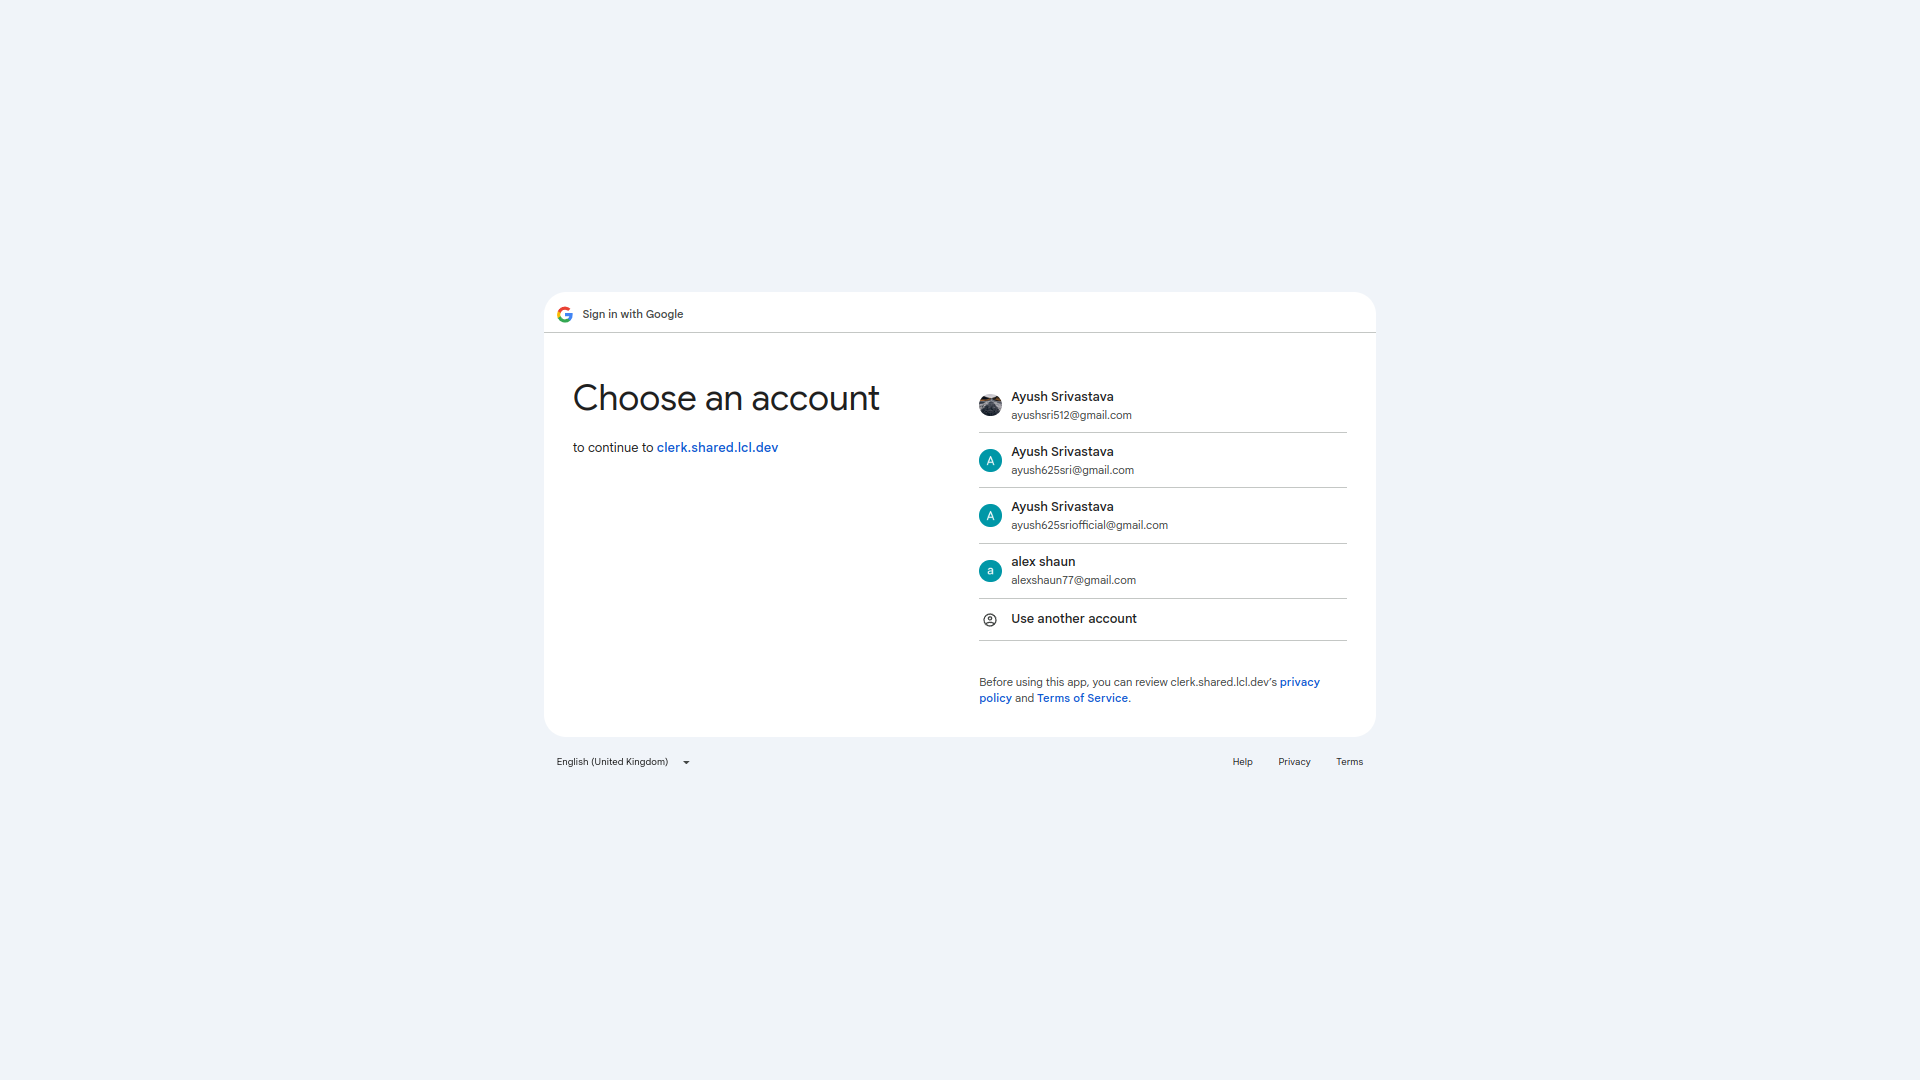 Sign in with Google
Choose an account
to continue to clerk.shared.lcl.dev
Ayush Srivastava
ayushsri512@gmail.com
A
Ayush Srivastava
ayush625sri@gmail.com
A
Ayush Srivastava
ayush625sriofficial@gmail.com
a
alex shaun
alexshaun77@gmail.com
Use another account
Before using this app, you can review clerk.shared.lcl.dev's privacy
policy and Terms of Service.
English (United Kingdom)
Help
Privacy
Terms